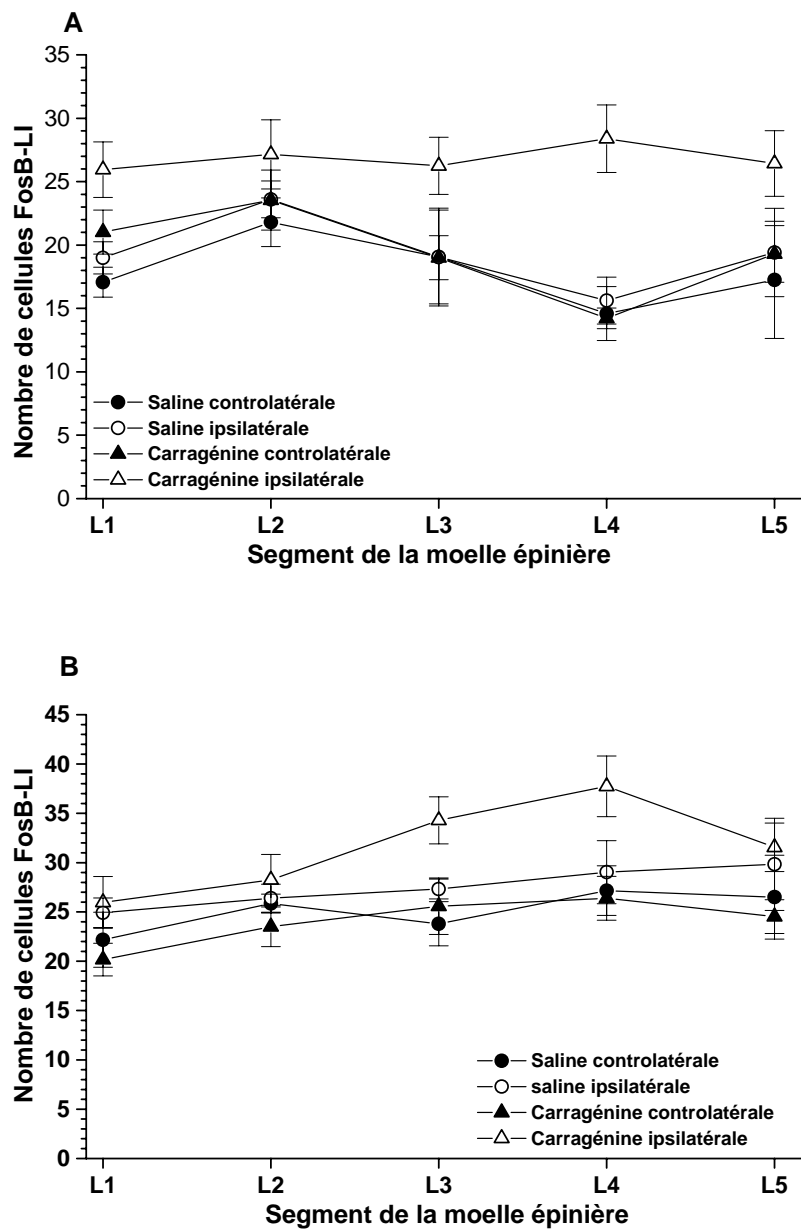 A
35
30
25
20
15
10
5
0
Nombre de cellules FosB-LI
Saline controlatérale
Saline ipsilatérale
Carragénine controlatérale
Carragénine ipsilatérale
L1 L2 L3 L4 L5
Segment de la moelle épinière
B
45
40
35
30
25
20
15
10
5
0
Nombre de cellules FosB-LI
Saline controlatérale
saline ipsilatérale
Carragénine controlatérale
Carragénine ipsilatérale
L1 L2 L3 L4 L5
Segment de la moelle épinière